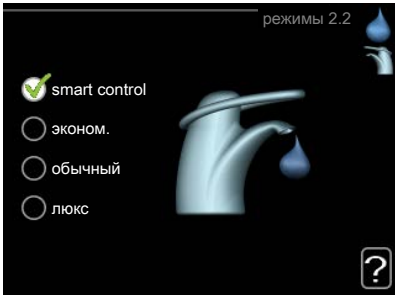 режимы 2.2
smart control
эконом.
обычный
люкс
?